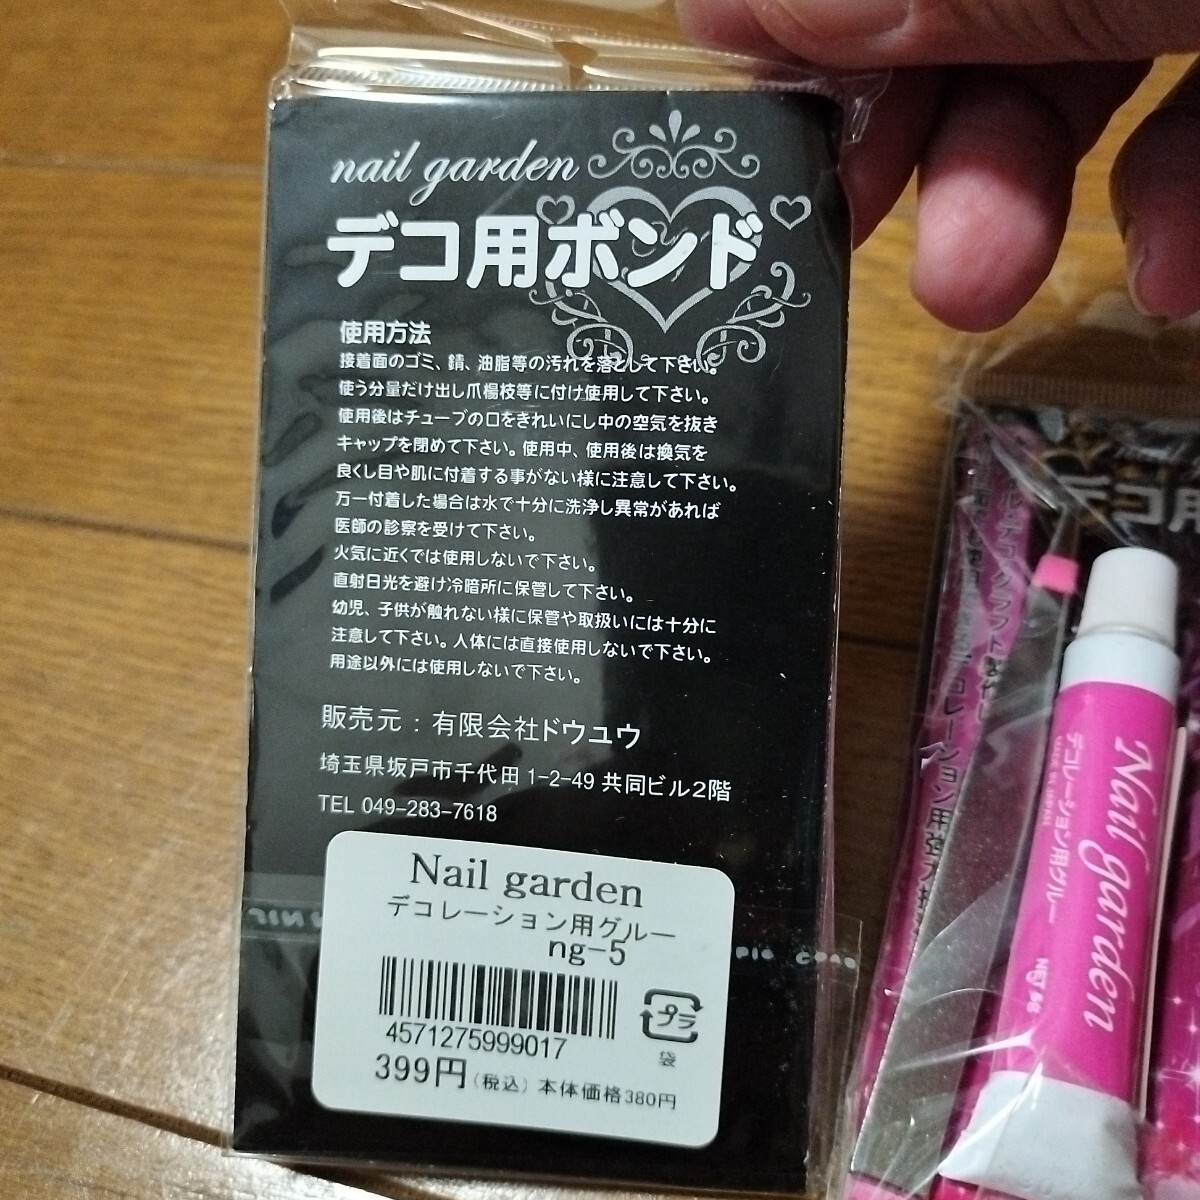 nail garden
デコ用ボンド
使用方法
接着面のゴミ、錆、油脂等の汚れを落として下さい。
使う分量だけ出し爪楊枝等に付け使用して下さい。
使用後はチューブの口をきれいにし中の空気を抜き
キャップを閉めて下さい。使用中、使用後は換気を
良くし目や肌に付着する事がない様に注意して下さい。
万一付着した場合は水で十分に洗浄し異常があれば
医師の診察を受けて下さい。
火気に近くでは使用しないで下さい。
直射日光を避け冷暗所に保管して下さい。
幼児、子供が触れない様に保管や取扱いには十分に
注意して下さい。人体には直接使用しないで下さい。
用途以外には使用しないで下さい。
販売元：有限会社ドウユウ
埼玉県坂戸市千代田1-2-49 共同ビル2階
TEL 049-283-7618
Nail garden
デコレーション用グルー
ng-5
4571275999017
プラ
袋
399円(税込) 本体価格380円
デコ用
デコレーション用強力
Nail garden
デコレーション用グルー
MADE IN JAPAN